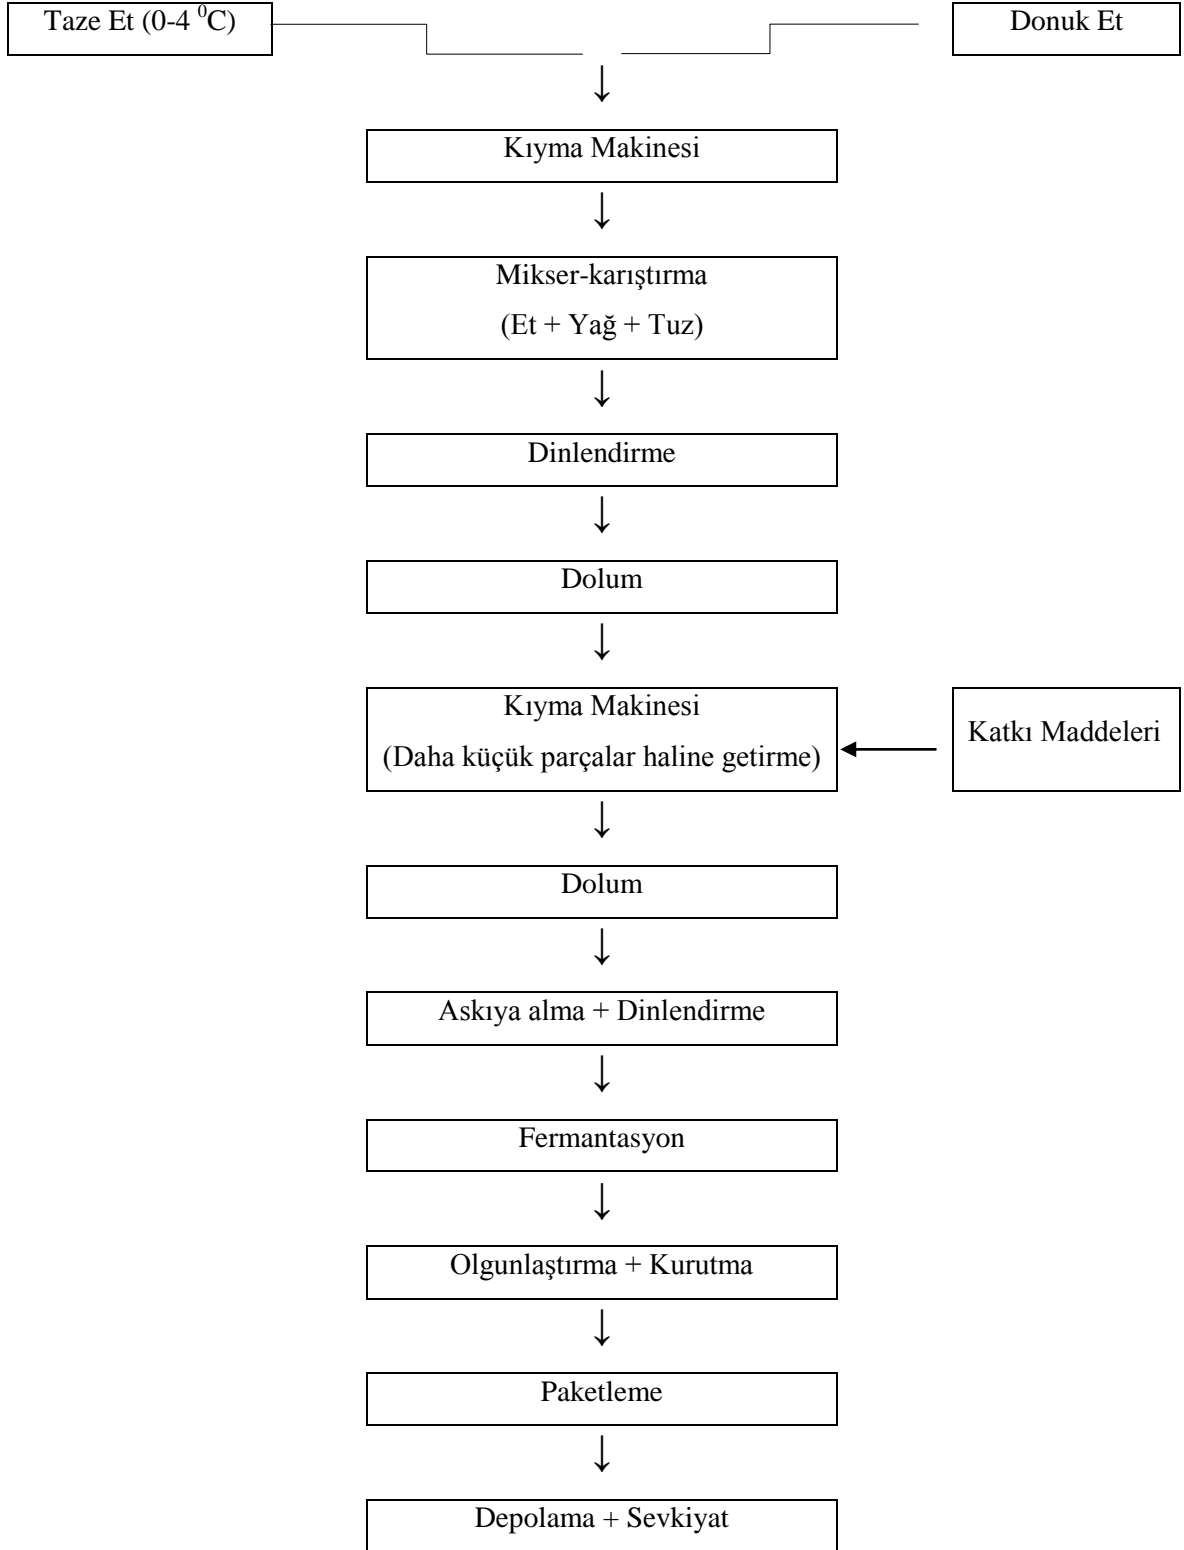 Taze Et (0-4 ⁰C)
Donuk Et
Kıyma Makinesi
Mikser-karıştırma
(Et + Yağ + Tuz)
Dinlendirme
Dolum
Kıyma Makinesi
(Daha küçük parçalar haline getirme)
Katkı Maddeleri
Dolum
Askıya alma + Dinlendirme
Fermantasyon
Olgunlaştırma + Kurutma
Paketleme
Depolama + Sevkiyat